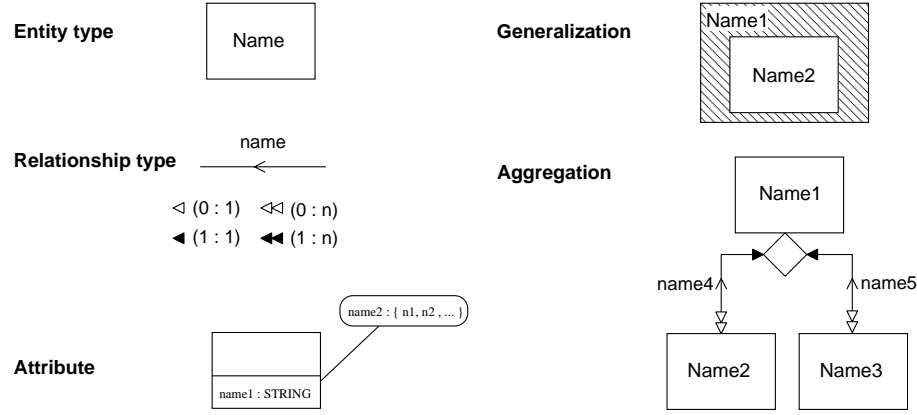 Entity type
Name
Relationship type
name
(0 : 1) (0 : n)
(1 : 1) (1 : n)
Attribute
name2 : { n1, n2 , ... }
name1 : STRING
Generalization
Name1
Name2
Aggregation
Name1
name4
name5
Name2
Name3